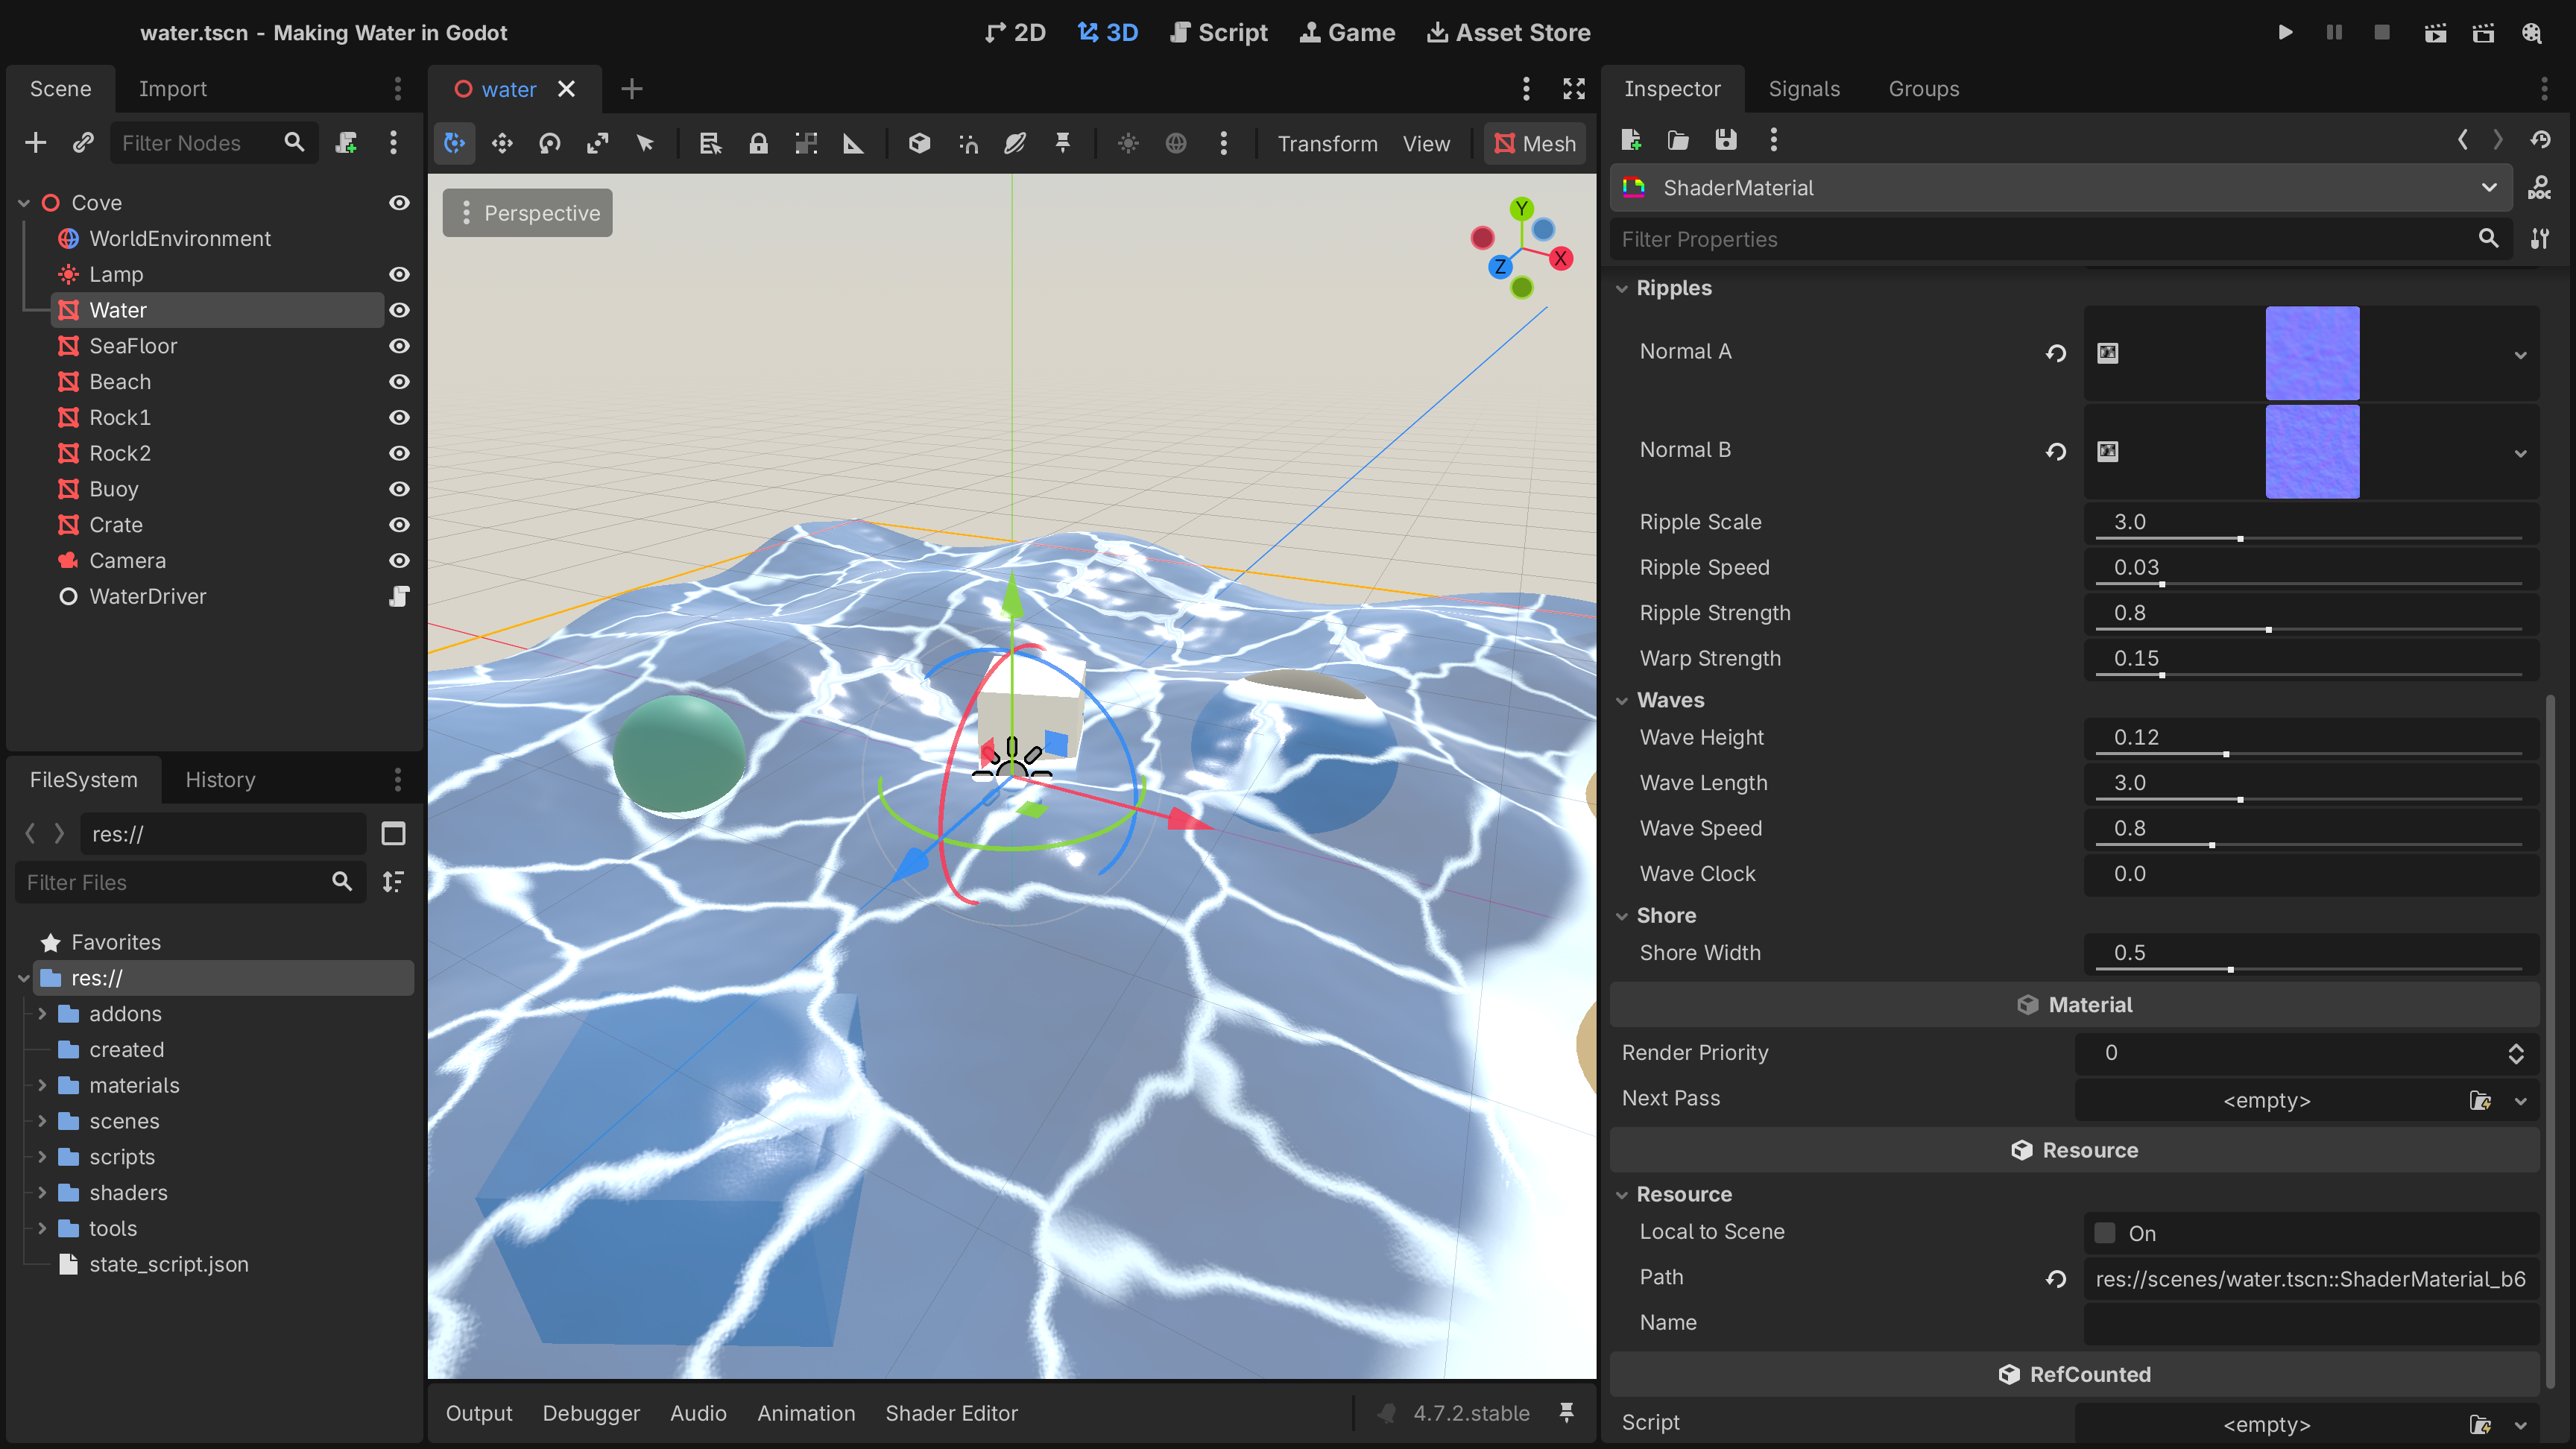 water.tscn - Making Water in Godot
2D
3D
Script
Game
Asset Store
Scene
Import
Filter Nodes
Cove
WorldEnvironment
Lamp
Water
SeaFloor
Beach
Rock1
Rock2
Buoy
Crate
Camera
WaterDriver
FileSystem
History
res://
Filter Files
Favorites
res://
addons
created
materials
scenes
scripts
shaders
tools
state_script.json
water
Transform
View
Mesh
Perspective
Y
X
Z
Output
Debugger
Audio
Animation
Shader Editor
4.7.2.stable
Inspector
Signals
Groups
ShaderMaterial
DOC
Filter Properties
Ripples
Normal A
Normal B
Ripple Scale 3.0
Ripple Speed 0.03
Ripple Strength 0.8
Warp Strength 0.15
Waves
Wave Height 0.12
Wave Length 3.0
Wave Speed 0.8
Wave Clock 0.0
Shore
Shore Width 0.5
Material
Render Priority 0
Next Pass <empty>
Resource
Resource
Local to Scene On
Path res://scenes/water.tscn::ShaderMaterial_b6
Name
RefCounted
Script <empty>